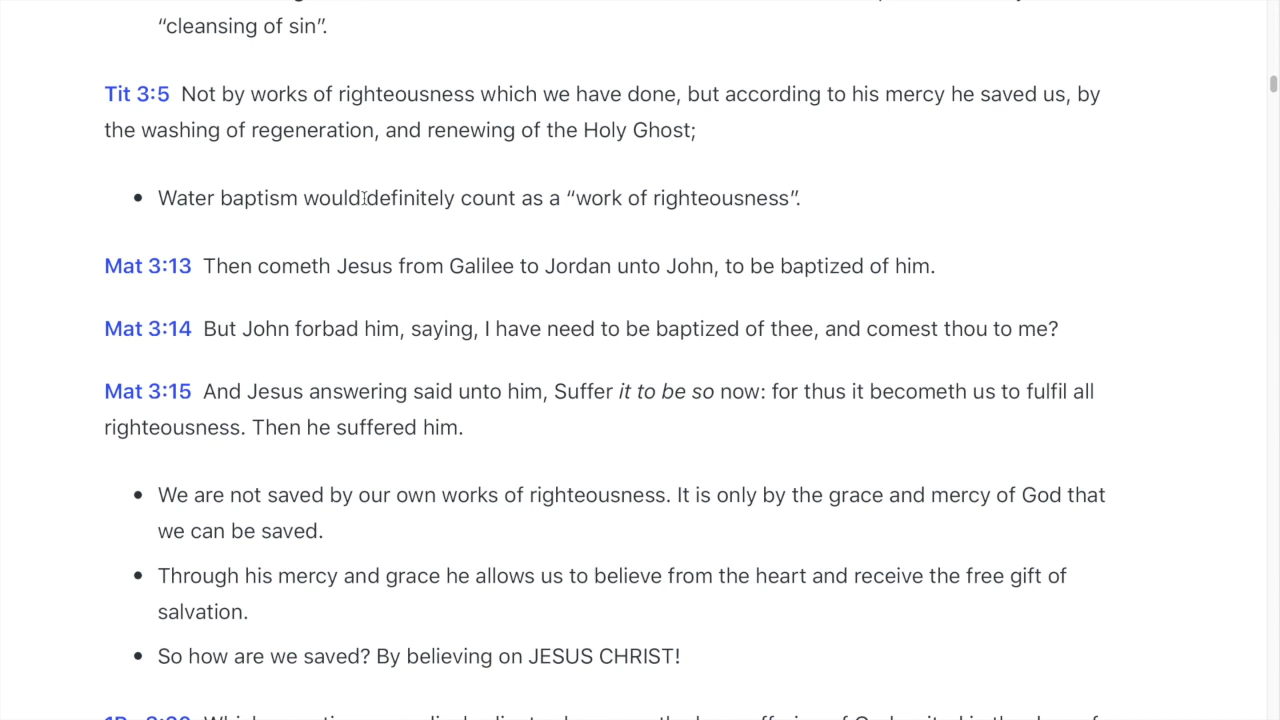 “cleansing of sin”.
Tit 3:5 Not by works of righteousness which we have done, but according to his mercy he saved us, by
the washing of regeneration, and renewing of the Holy Ghost;
• Water baptism would definitely count as a “work of righteousness”.
Mat 3:13 Then cometh Jesus from Galilee to Jordan unto John, to be baptized of him.
Mat 3:14 But John forbad him, saying, I have need to be baptized of thee, and comest thou to me?
Mat 3:15 And Jesus answering said unto him, Suffer it to be so now: for thus it becometh us to fulfil all
righteousness. Then he suffered him.
• We are not saved by our own works of righteousness. It is only by the grace and mercy of God that
we can be saved.
• Through his mercy and grace he allows us to believe from the heart and receive the free gift of
salvation.
• So how are we saved? By believing on JESUS CHRIST!